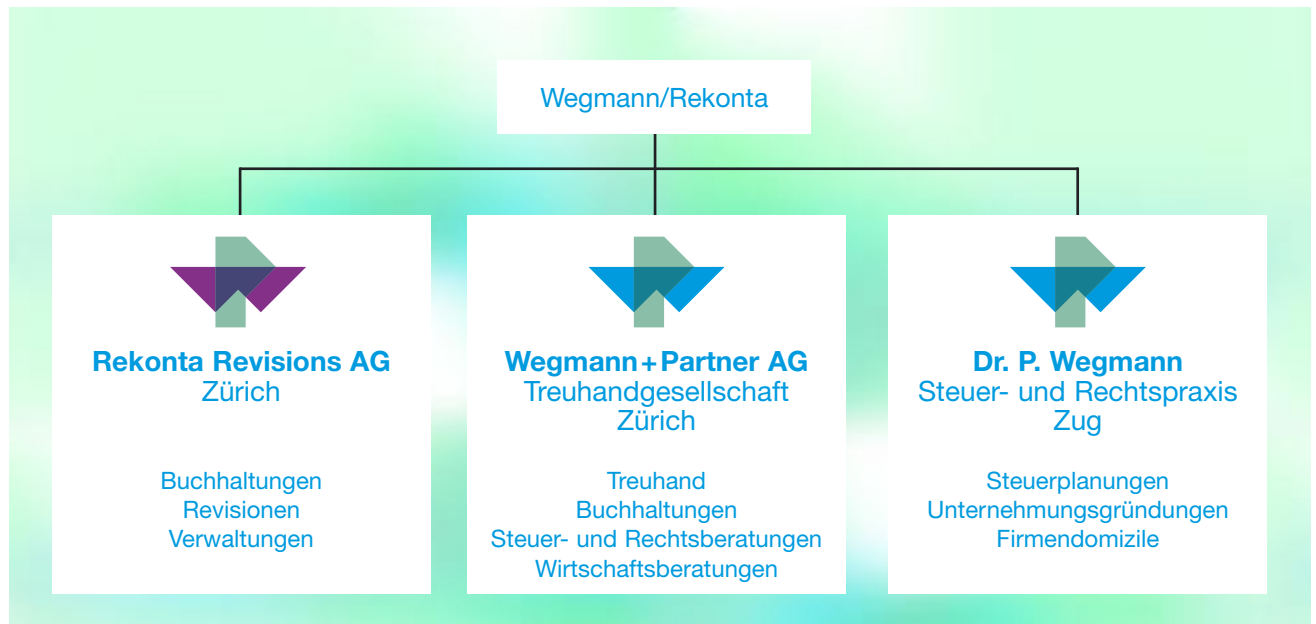 Wegmann/Rekonta
Rekonta Revisions AG
Zürich
Buchhaltungen
Revisionen
Verwaltungen
Wegmann+Partner AG
Treuhandgesellschaft
Zürich
Treuhand
Buchhaltungen
Steuer- und Rechtsberatungen
Wirtschaftsberatungen
Dr. P. Wegmann
Steuer- und Rechtspraxis
Zug
Steuerplanungen
Unternehmungsgründungen
Firmendomizile